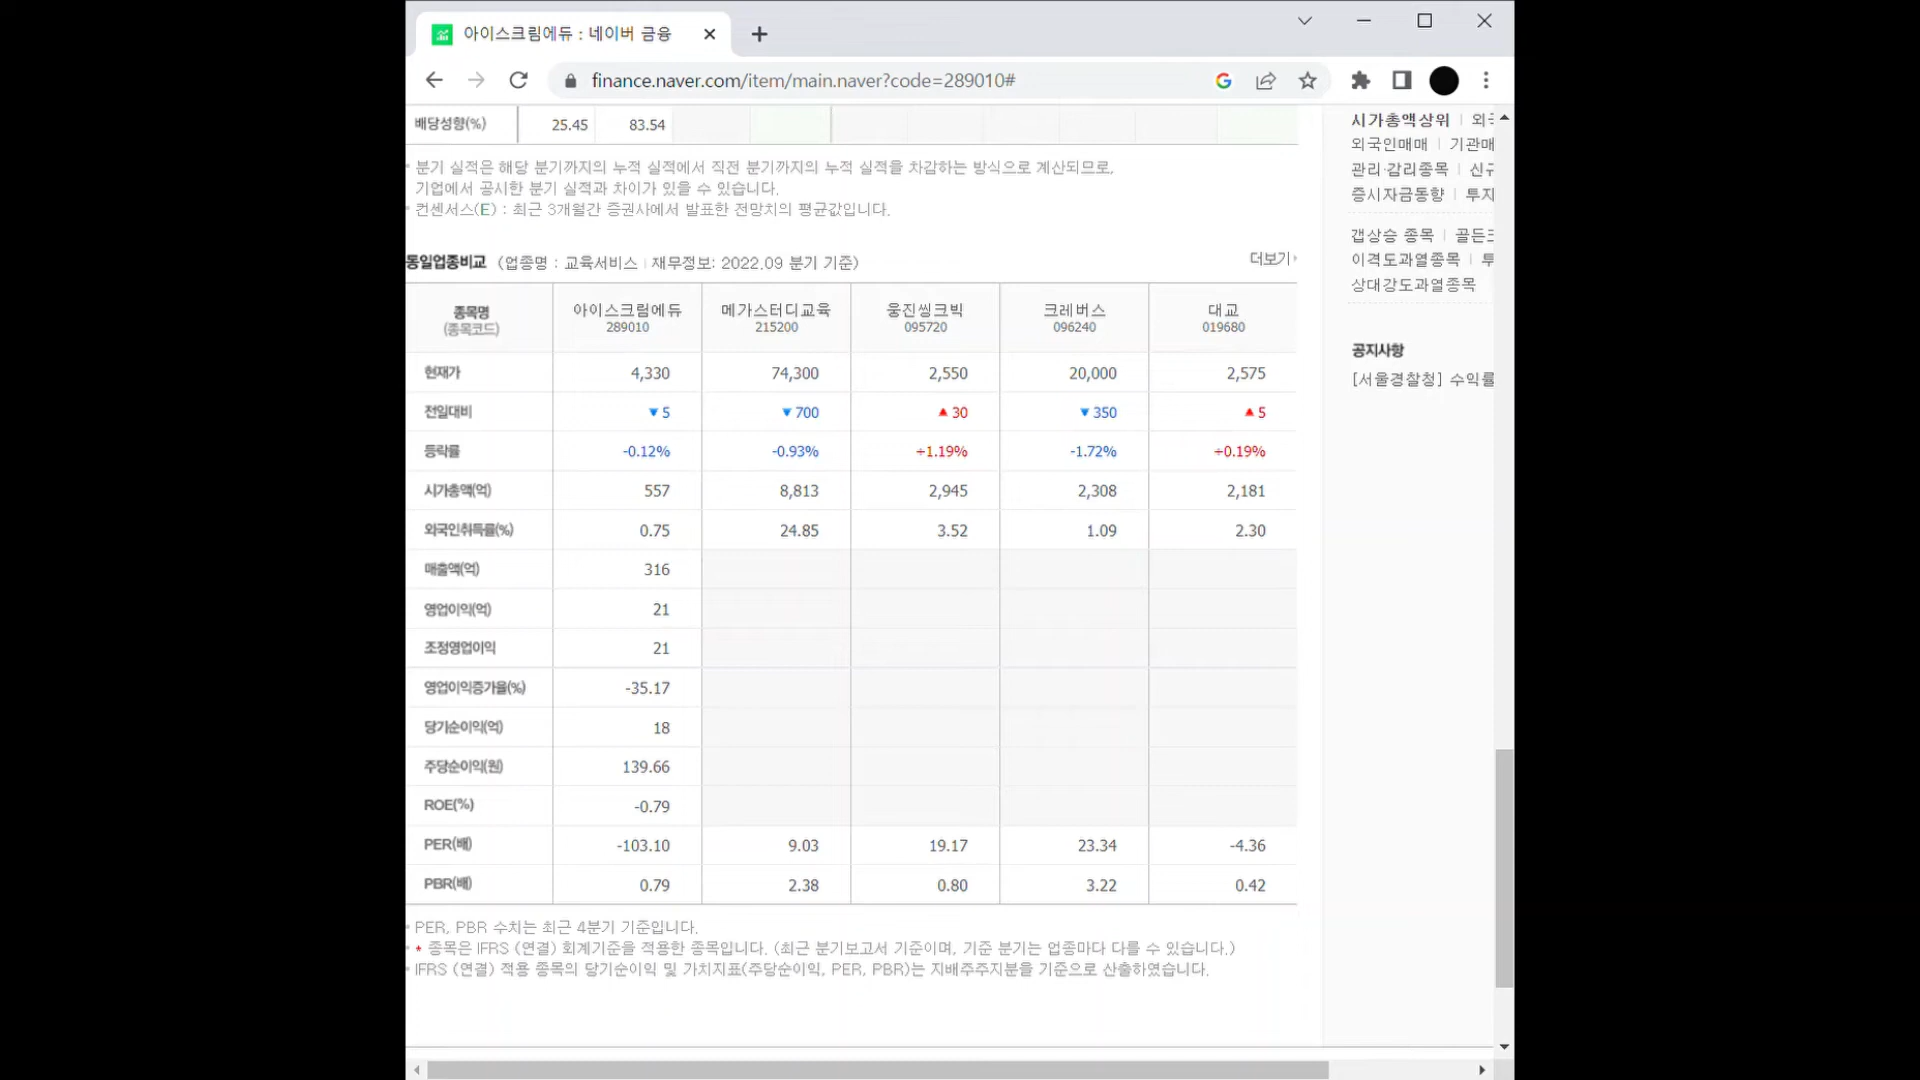 아이스크림에듀 : 네이버 금융
finance.naver.com/item/main.naver?code=289010#
배당성향(%) 25.45 83.54
분기 실적은 해당 분기까지의 누적 실적에서 직전 분기까지의 누적 실적을 차감하는 방식으로 계산되므로,
기업에서 공시한 분기 실적과 차이가 있을 수 있습니다.
컨센서스(E) : 최근 3개월간 증권사에서 발표한 전망치의 평균값입니다.
동일업종비교 (업종명 : 교육서비스 | 재무정보: 2022.09 분기 기준) 더보기
종목명 (종목코드) 아이스크림에듀 289010 메가스터디교육 215200 웅진씽크빅 095720 크레버스 096240 대교 019680
현재가 4,330 74,300 2,550 20,000 2,575
전일대비 ▼5 ▼700 ▲30 ▼350 ▲5
등락률 -0.12% -0.93% +1.19% -1.72% +0.19%
시가총액(억) 557 8,813 2,945 2,308 2,181
외국인취득률(%) 0.75 24.85 3.52 1.09 2.30
매출액(억) 316
영업이익(억) 21
조정영업이익 21
영업이익증가율(%) -35.17
당기순이익(억) 18
주당순이익(원) 139.66
ROE(%) -0.79
PER(배) -103.10 9.03 19.17 23.34 -4.36
PBR(배) 0.79 2.38 0.80 3.22 0.42
PER, PBR 수치는 최근 4분기 기준입니다.
* 종목은 IFRS (연결) 회계기준을 적용한 종목입니다. (최근 분기보고서 기준이며, 기준 분기는 업종마다 다를 수 있습니다.)
IFRS (연결) 적용 종목의 당기순이익 및 가치지표(주당순이익, PER, PBR)는 지배주주지분을 기준으로 산출하였습니다.
시가총액상위 |
외국인매매 | 기관매
관리·감리종목 | 신규
증시자금동향 | 투자
갭상승 종목 | 골든
이격도과열종목 | 투
상대강도과열종목
공지사항
[서울경찰청] 수익률